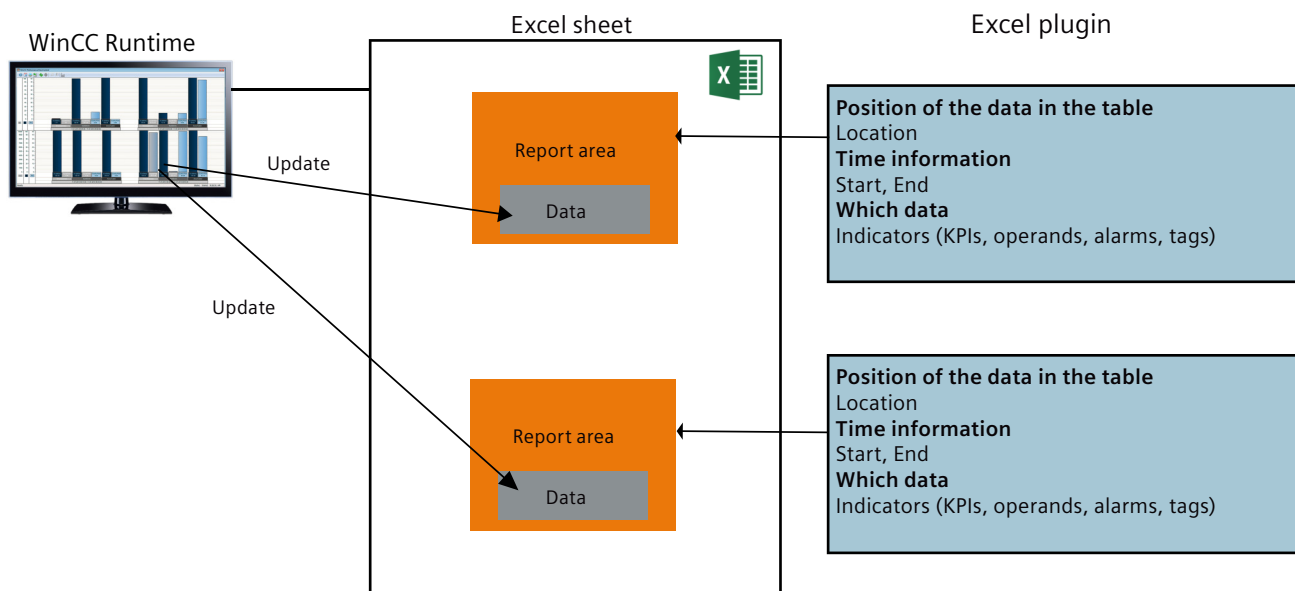 WinCC Runtime
Excel sheet
Excel plugin
X
Update
Report area
Data
Position of the data in the table
Location
Time information
Start, End
Which data
Indicators (KPIs, operands, alarms, tags)
Update
Report area
Data
Position of the data in the table
Location
Time information
Start, End
Which data
Indicators (KPIs, operands, alarms, tags)